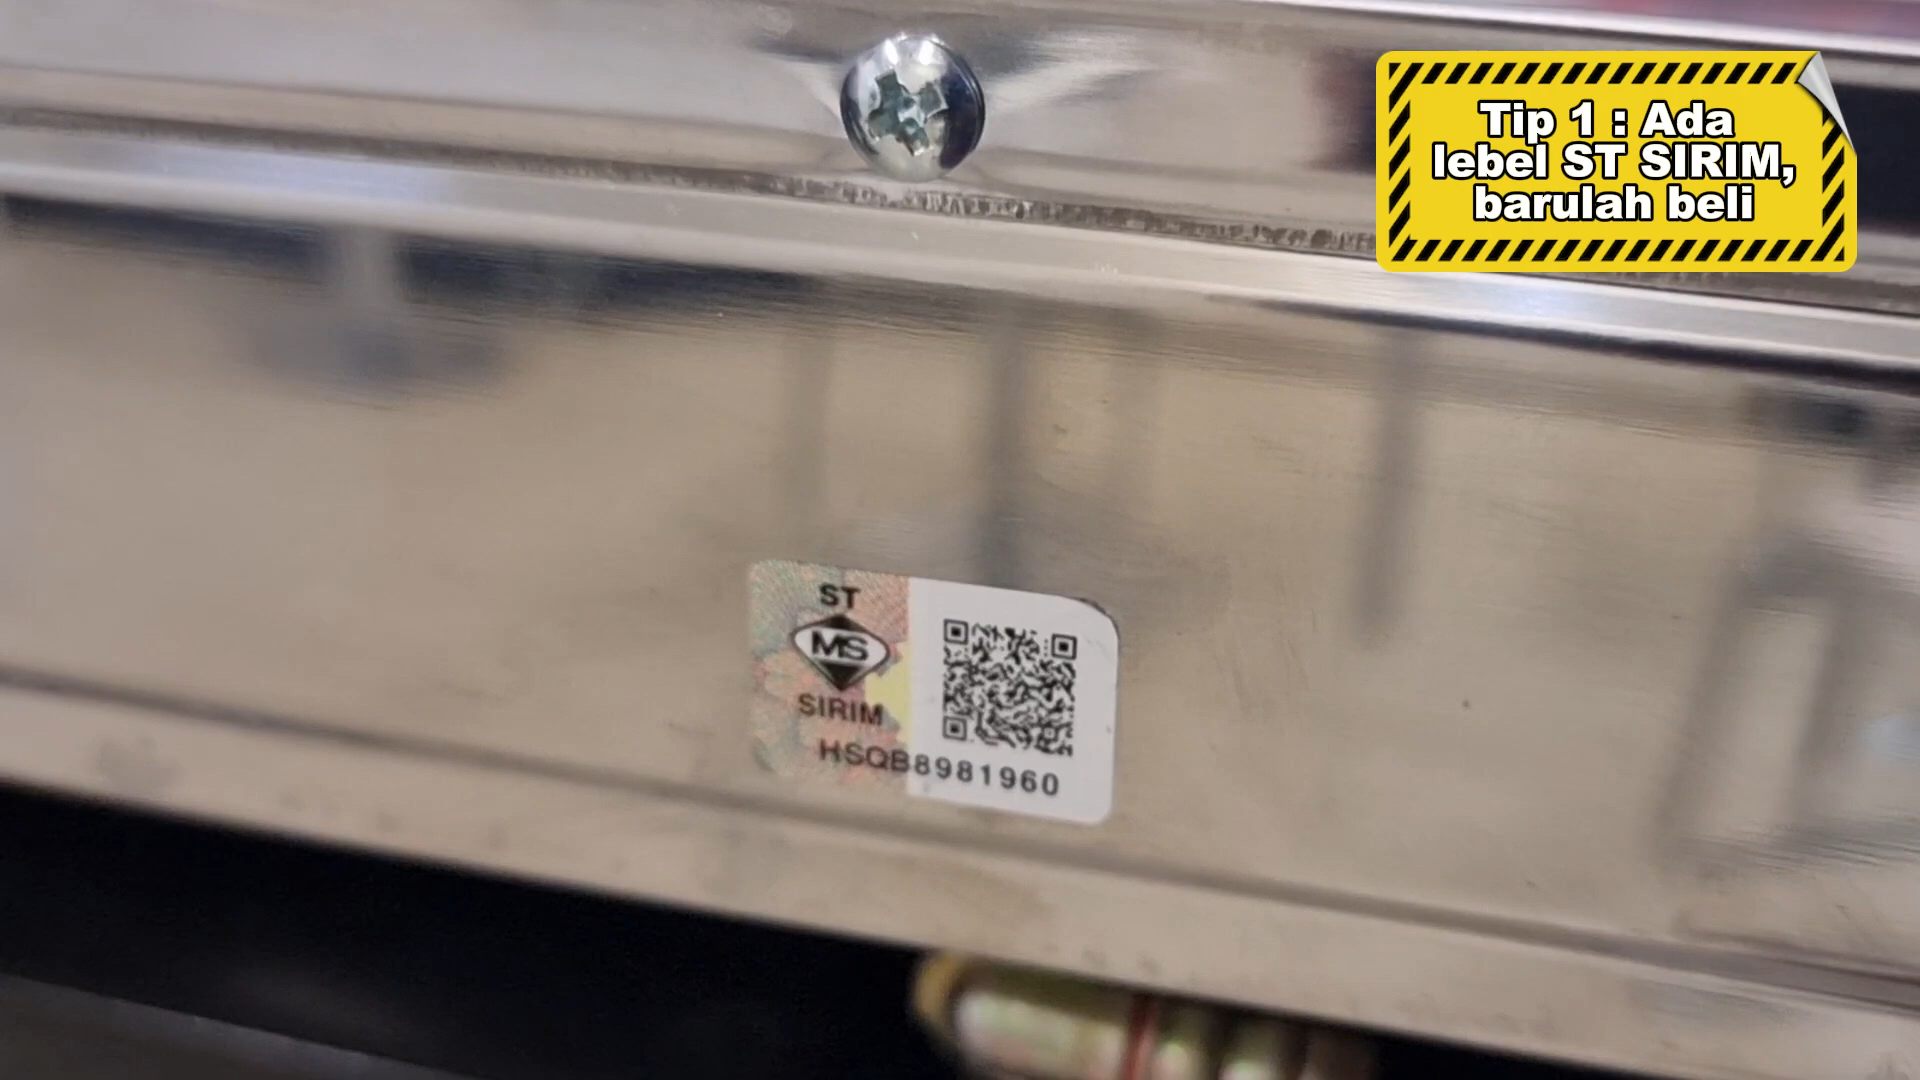 Tip 1 : Ada
lebel ST SIRIM,
barulah beli
ST
MS
SIRIM
HSQB8981960